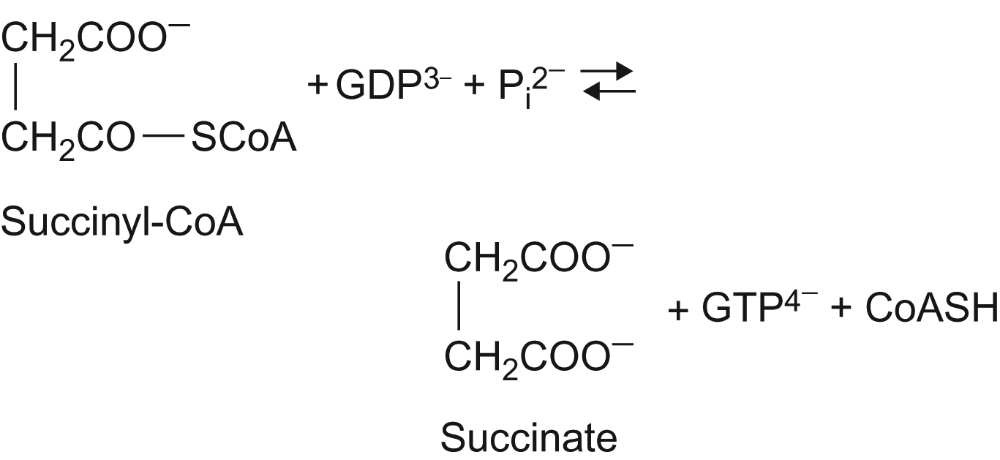 CH₂COO⁻
+ GDP³⁻ + Pᵢ²⁻ ⇄
CH₂CO — SCoA
Succinyl-CoA
CH₂COO⁻
+ GTP⁴⁻ + CoASH
CH₂COO⁻
Succinate